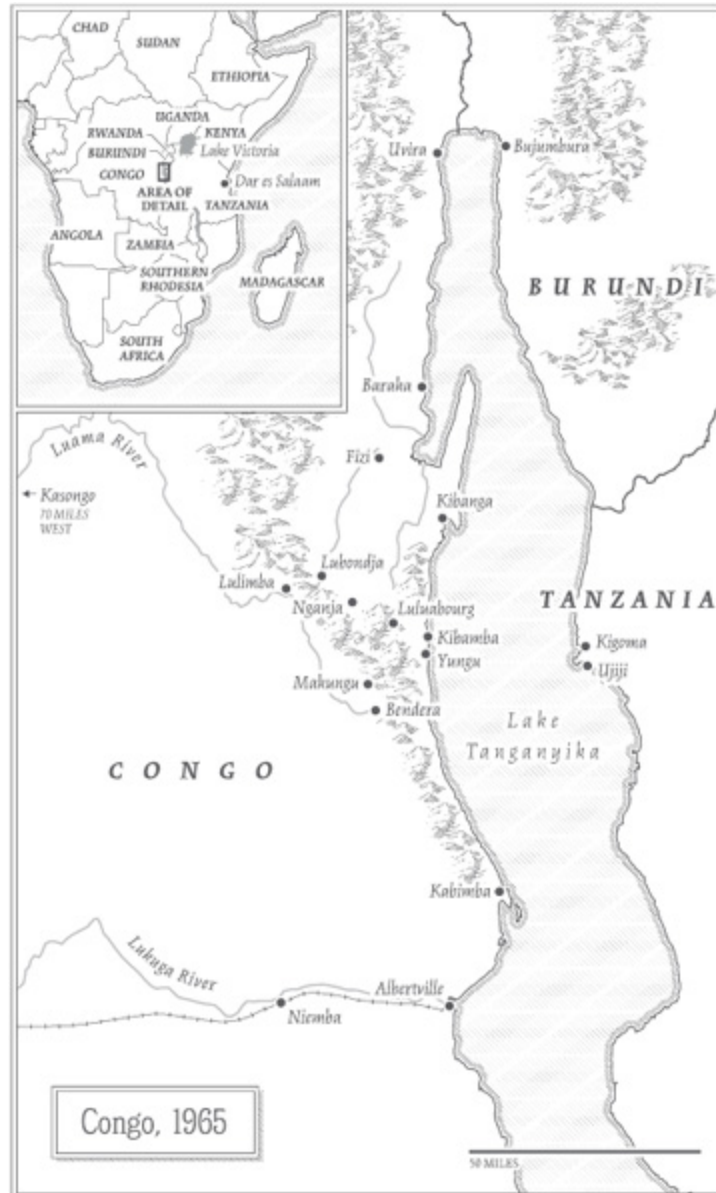 CHAD
SUDAN
ETHIOPIA
UGANDA
RWANDA
KENYA
BURUNDI
Lake Victoria
CONGO
Dar es Salaam
AREA OF
DETAIL
TANZANIA
ANGOLA
ZAMBIA
SOUTHERN
RHODESIA
MADAGASCAR
SOUTH
AFRICA
Uvira
Bujumbura
BURUNDI
Baraka
Luama River
Fizi
Kasongo
70 MILES
WEST
Kibanga
Lubondja
Lulimba
Nganja
Luluabourg
TANZANIA
Kibamba
Kigoma
Yungu
Ujiji
Makungu
Bendera
Lake
Tanganyika
CONGO
Kabimba
Lukuga River
Albertville
Niemba
Congo, 1965
50 MILES